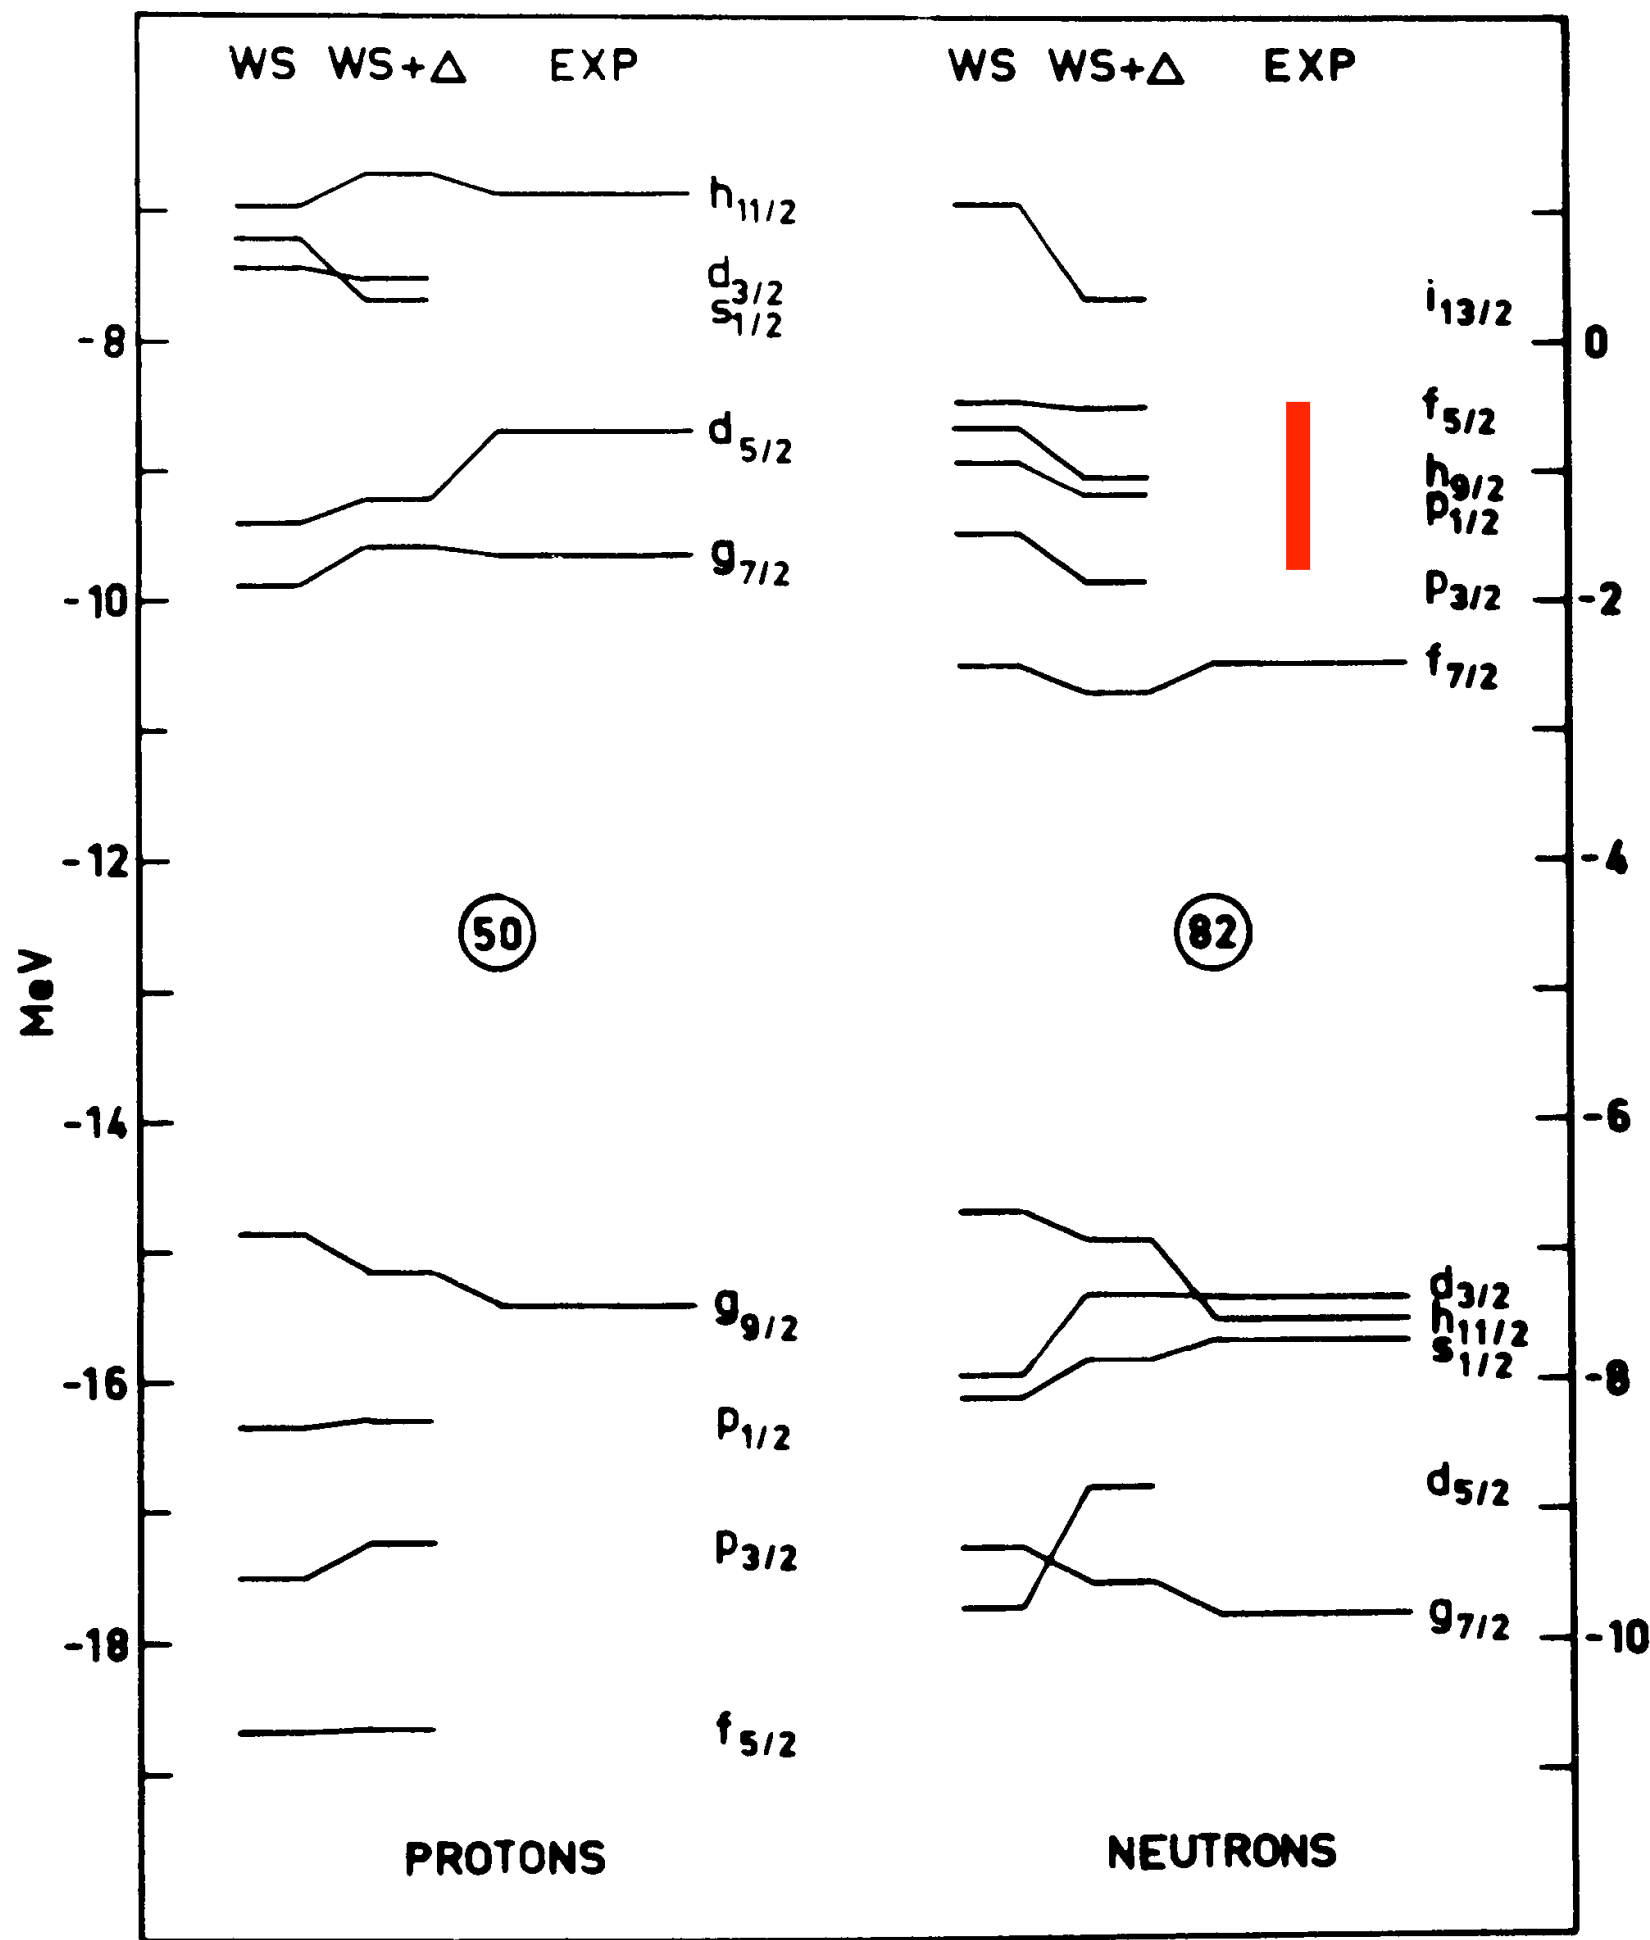 WS WS+Δ EXP WS WS+Δ EXP
h11/2
d3/2
s1/2
i13/2
-8 0
f5/2
d5/2
h9/2
p1/2
g7/2
p3/2
-10 -2
f7/2
-12 -4
50 82
MeV
-14 -6
d3/2
g9/2
h11/2
s1/2
-16 -8
p1/2
d5/2
p3/2
g7/2
-18 -10
f5/2
PROTONS NEUTRONS